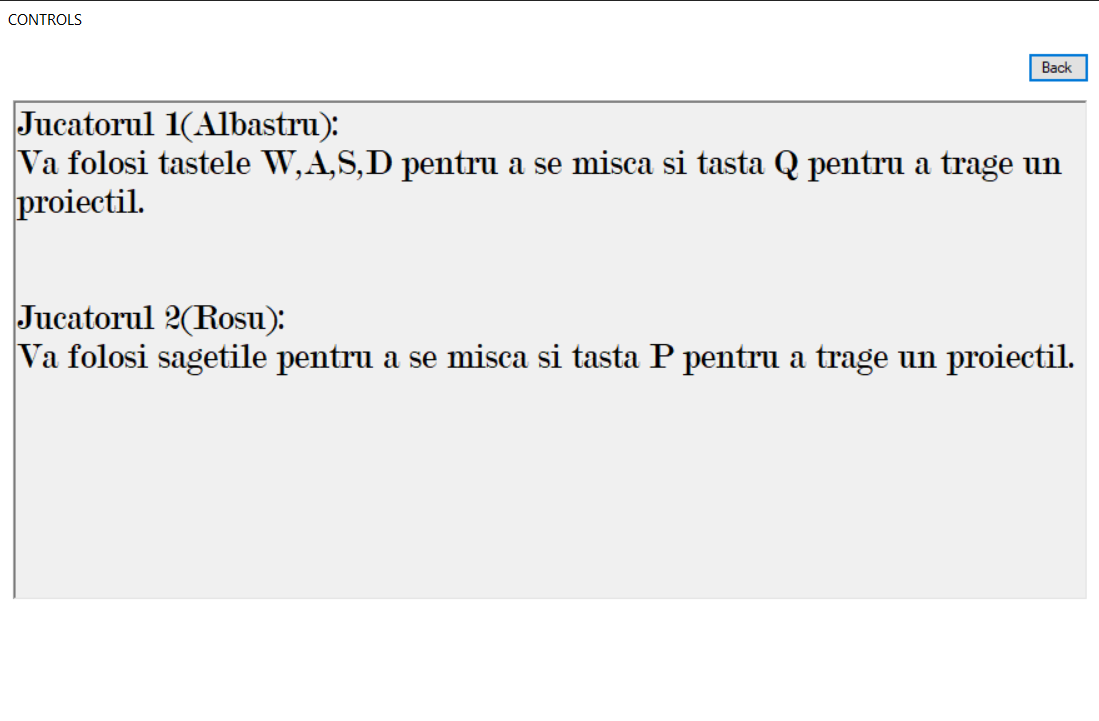 CONTROLS
Back
Jucatorul 1(Albastru):
Va folosi tastele W,A,S,D pentru a se misca si tasta Q pentru a trage un
proiectil.
Jucatorul 2(Rosu):
Va folosi sagetile pentru a se misca si tasta P pentru a trage un proiectil.